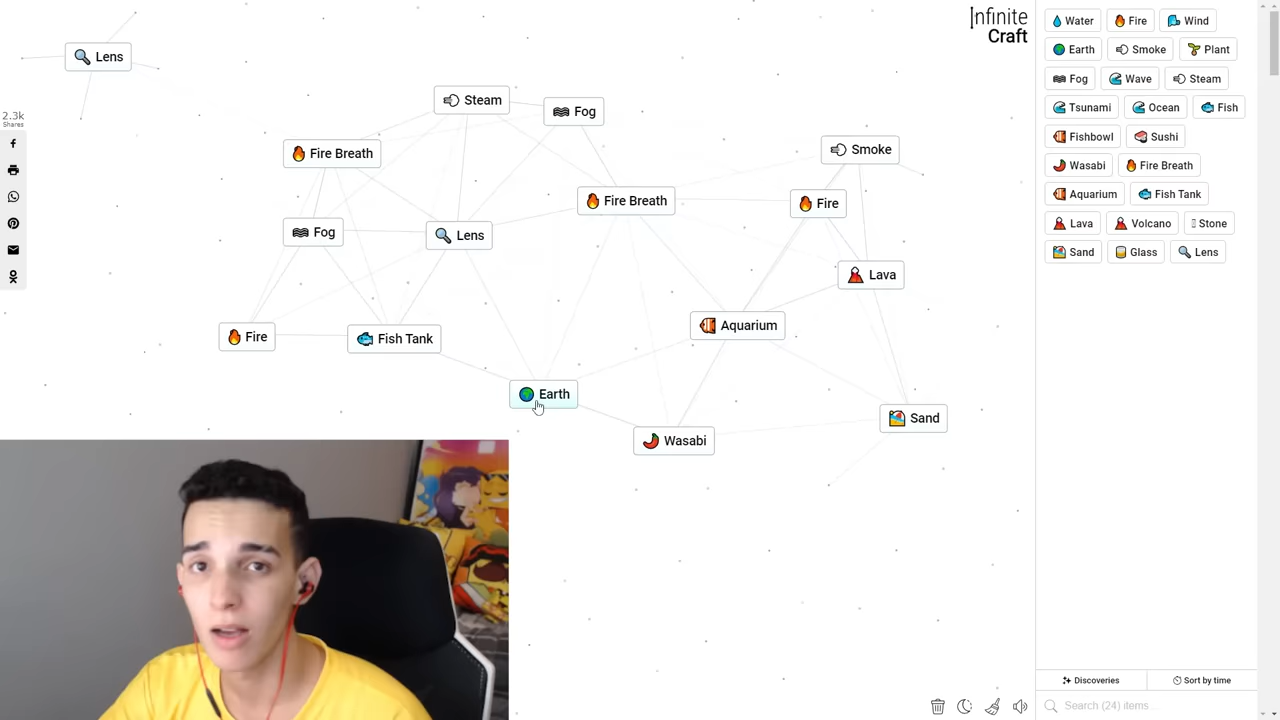 Infinite
Craft
Lens
2.3k
Shares
Steam
Fog
Fire Breath
Smoke
Fire Breath
Fire
Fog
Lens
Lava
Aquarium
Fire
Fish Tank
Earth
Sand
Wasabi
Water
Fire
Wind
Earth
Smoke
Plant
Fog
Wave
Steam
Tsunami
Ocean
Fish
Fishbowl
Sushi
Wasabi
Fire Breath
Aquarium
Fish Tank
Lava
Volcano
Stone
Sand
Glass
Lens
Discoveries
Sort by time
Search (24) items...